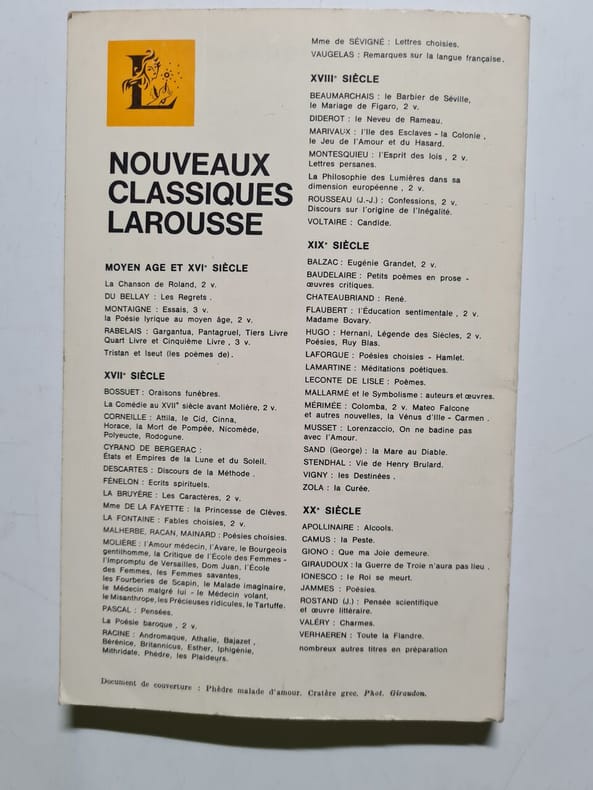 L
NOUVEAUX
CLASSIQUES
LAROUSSE
MOYEN AGE ET XVIe SIÈCLE
La Chanson de Roland, 2 v.
DU BELLAY : Les Regrets .
MONTAIGNE : Essais, 3 v.
la Poésie lyrique au moyen âge, 2 v.
RABELAIS : Gargantua, Pantagruel, Tiers Livre
Quart Livre et Cinquième Livre , 3 v.
Tristan et Iseut (les poèmes de) .
XVIIe SIÈCLE
BOSSUET : Oraisons funèbres.
La Comédie au XVIIe siècle avant Molière, 2 v.
CORNEILLE : Attila, le Cid, Cinna,
Horace, la Mort de Pompée, Nicomède,
Polyeucte, Rodogune.
CYRANO DE BERGERAC :
États et Empires de la Lune et du Soleil.
DESCARTES : Discours de la Méthode .
FÉNELON : Ecrits spirituels.
LA BRUYÈRE : Les Caractères, 2 v.
Mme DE LA FAYETTE : la Princesse de Clèves.
LA FONTAINE : Fables choisies, 2 v.
MALHERBE, RACAN, MAINARD : Poésies choisies.
MOLIÈRE : l'Amour médecin, l'Avare, le Bourgeois
gentilhomme, la Critique de l'École des Femmes -
l'Impromptu de Versailles, Dom Juan, l'École
des Femmes, les Femmes savantes,
les Fourberies de Scapin, le Malade imaginaire,
le Médecin malgré lui - le Médecin volant,
le Misanthrope, les Précieuses ridicules, le Tartuffe.
PASCAL : Pensées.
La Poésie baroque , 2 v.
RACINE : Andromaque, Athalie, Bajazet ,
Bérénice, Britannicus, Esther, Iphigénie,
Mithridate, Phèdre, les Plaideurs.
Mme de SÉVIGNÉ : Lettres choisies.
VAUGELAS : Remarques sur la langue française.
XVIIIe SIÈCLE
BEAUMARCHAIS : le Barbier de Séville,
le Mariage de Figaro, 2 v.
DIDEROT : le Neveu de Rameau.
MARIVAUX : l'Ile des Esclaves - la Colonie ,
le Jeu de l'Amour et du Hasard.
MONTESQUIEU : l'Esprit des lois , 2 v.
Lettres persanes.
La Philosophie des Lumières dans sa
dimension européenne , 2 v.
ROUSSEAU (J.-J.) : Confessions, 2 v.
Discours sur l'origine de l'Inégalité.
VOLTAIRE : Candide.
XIXe SIÈCLE
BALZAC : Eugénie Grandet, 2 v.
BAUDELAIRE : Petits poèmes en prose -
œuvres critiques.
CHATEAUBRIAND : René.
FLAUBERT : l'Éducation sentimentale , 2 v.
Madame Bovary.
HUGO : Hernani, Légende des Siècles, 2 v.
Poésies, Ruy Blas.
LAFORGUE : Poésies choisies - Hamlet.
LAMARTINE : Méditations poétiques.
LECONTE DE LISLE : Poèmes.
MALLARMÉ et le Symbolisme : auteurs et œuvres.
MÉRIMÉE : Colomba, 2 v. Mateo Falcone
et autres nouvelles, la Vénus d'Ille - Carmen .
MUSSET : Lorenzaccio, On ne badine pas
avec l'Amour.
SAND (George) : la Mare au Diable.
STENDHAL : Vie de Henry Brulard.
VIGNY : les Destinées .
ZOLA : la Curée.
XXe SIÈCLE
APOLLINAIRE : Alcools.
CAMUS : la Peste.
GIONO : Que ma Joie demeure.
GIRAUDOUX : la Guerre de Troie n'aura pas lieu .
IONESCO : le Roi se meurt.
JAMMES : Poésies.
ROSTAND (J.) : Pensée scientifique
et œuvre littéraire.
VALÉRY : Charmes.
VERHAEREN : Toute la Flandre.
nombreux autres titres en préparation
Document de couverture : Phèdre malade d'amour. Cratère grec. Phot. Giraudon.